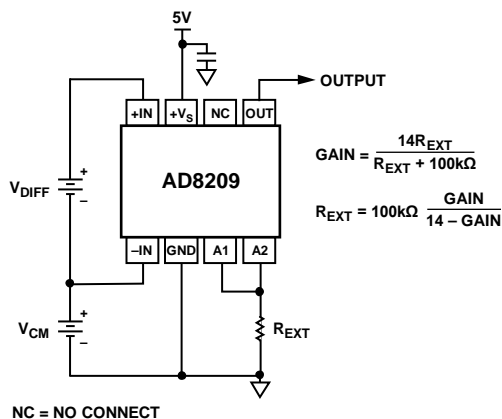 5V
OUTPUT
+IN +VS NC OUT
AD8209
GAIN = 14REXT / REXT + 100kΩ
REXT = 100kΩ GAIN / 14 – GAIN
VDIFF
+
–
–IN GND A1 A2
VCM
+
–
REXT
NC = NO CONNECT